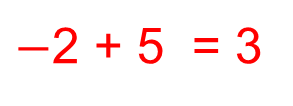 –2 + 5 = 3